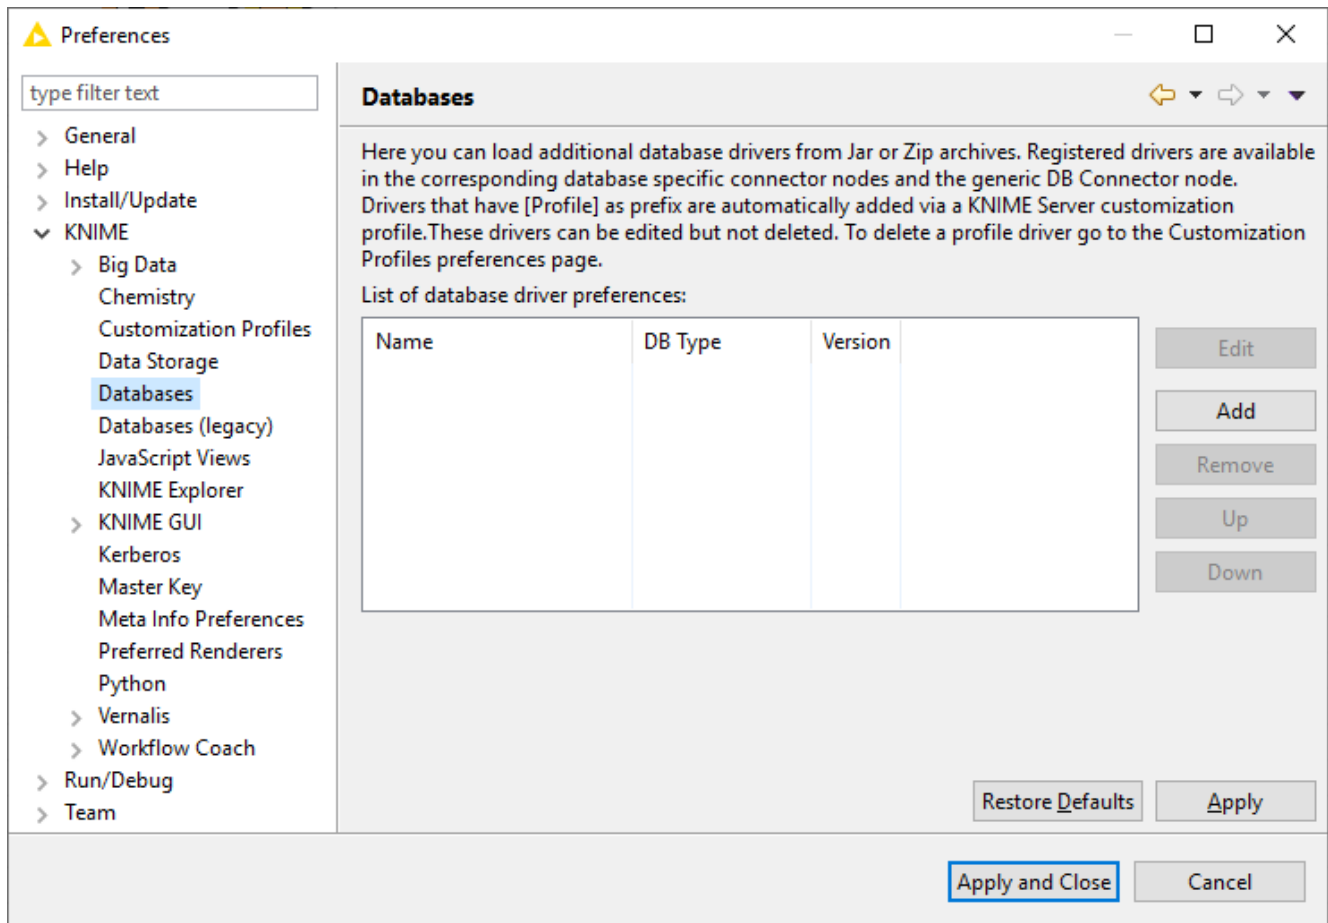 Preferences
type filter text
General
Help
Install/Update
KNIME
Big Data
Chemistry
Customization Profiles
Data Storage
Databases
Databases (legacy)
JavaScript Views
KNIME Explorer
KNIME GUI
Kerberos
Master Key
Meta Info Preferences
Preferred Renderers
Python
Vernalis
Workflow Coach
Run/Debug
Team
Databases
Here you can load additional database drivers from Jar or Zip archives. Registered drivers are available
in the corresponding database specific connector nodes and the generic DB Connector node.
Drivers that have [Profile] as prefix are automatically added via a KNIME Server customization
profile.These drivers can be edited but not deleted. To delete a profile driver go to the Customization
Profiles preferences page.
List of database driver preferences:
Name DB Type Version
Edit
Add
Remove
Up
Down
Restore Defaults Apply
Apply and Close Cancel